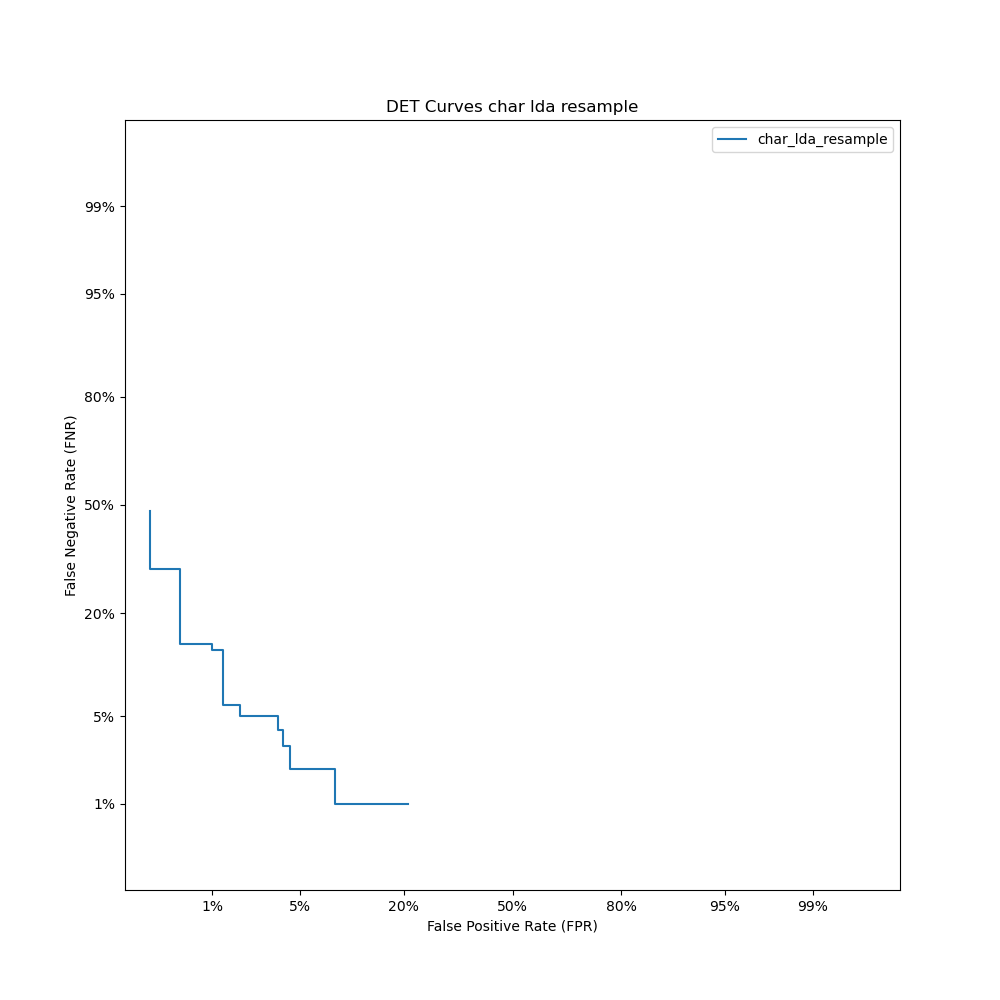 DET Curves char lda resample
char_lda_resample
99%
95%
80%
50%
20%
5%
1%
False Negative Rate (FNR)
1% 5% 20% 50% 80% 95% 99%
False Positive Rate (FPR)